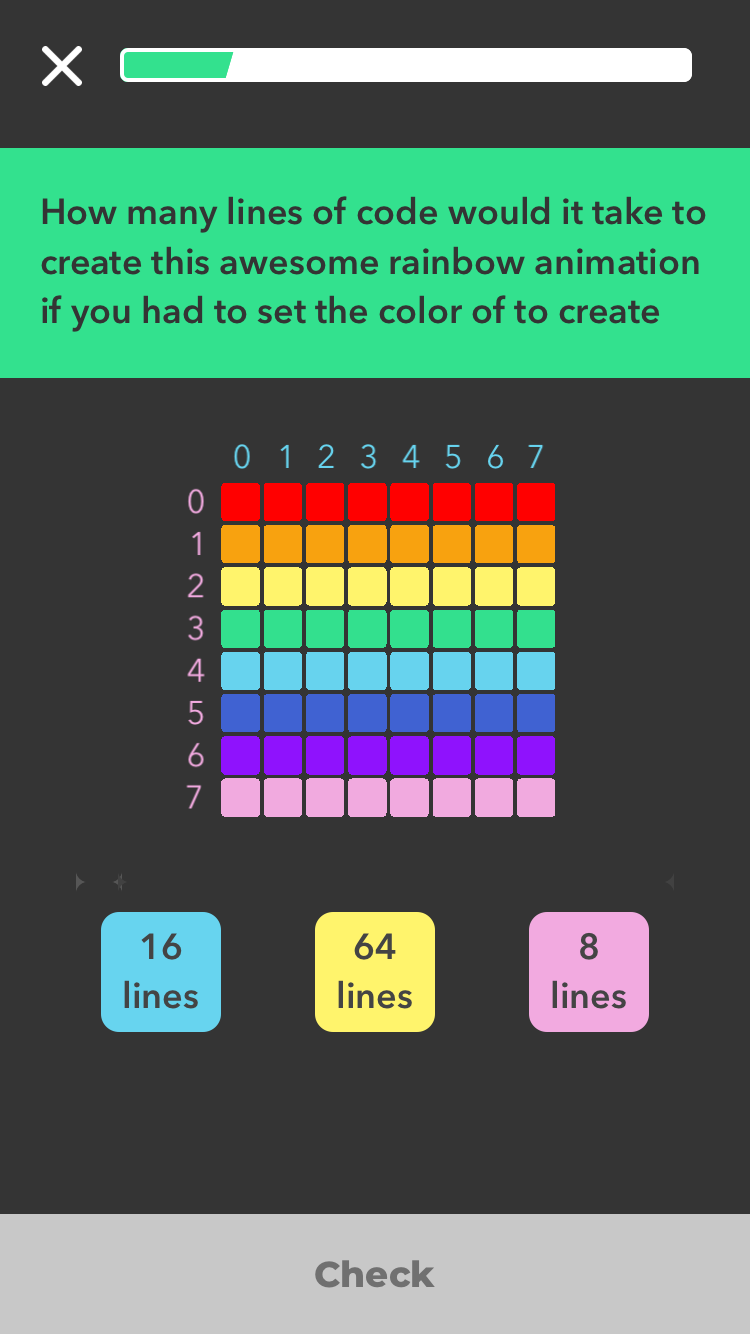 How many lines of code would it take to
create this awesome rainbow animation
if you had to set the color of to create
0 1 2 3 4 5 6 7
0
1
2
3
4
5
6
7
16
lines
64
lines
8
lines
Check